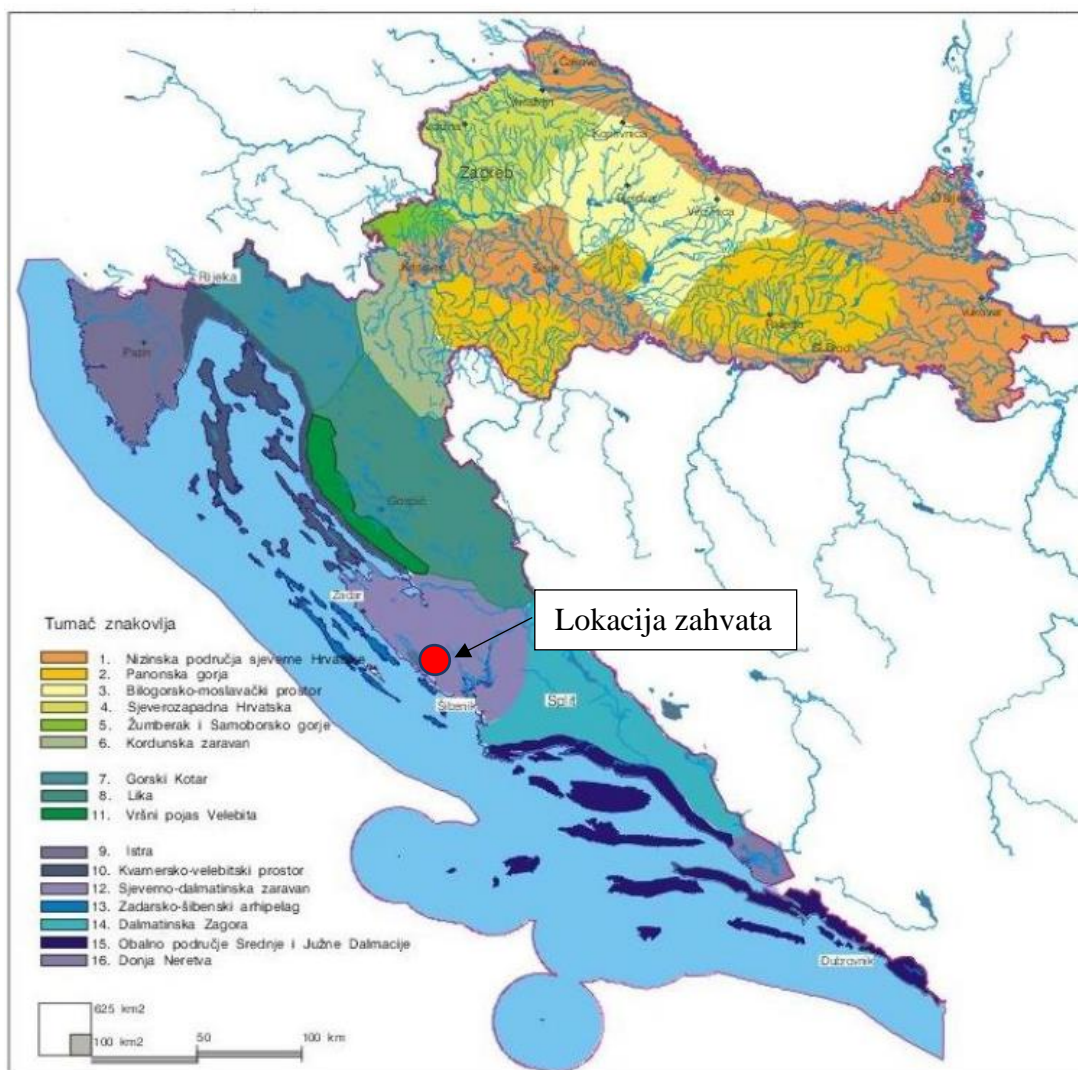 Čakovec
Varaždin
Krapina
Koprivnica
Zagreb
Bjelovar
Virovitica
Osijek
Karlovac
Sisak
Rijeka
Vukovar
Pazin
Požega
Sl.Brod
Gospić
Zadar
Lokacija zahvata
Šibenik
Split
Dubrovnik
Tumač znakovlja
1. Nizinska područja sjeverne Hrvatske
2. Panonska gorja
3. Bilogorsko-moslavački prostor
4. Sjeverozapadna Hrvatska
5. Žumberak i Samoborsko gorje
6. Kordunska zaravan
7. Gorski Kotar
8. Lika
11. Vršni pojas Velebita
9. Istra
10. Kvarnersko-velebitski prostor
12. Sjeverno-dalmatinska zaravan
13. Zadarsko-šibenski arhipelag
14. Dalmatinska Zagora
15. Obalno područje Srednje i Južne Dalmacije
16. Donja Neretva
625 km2
100 km2
50
100 km